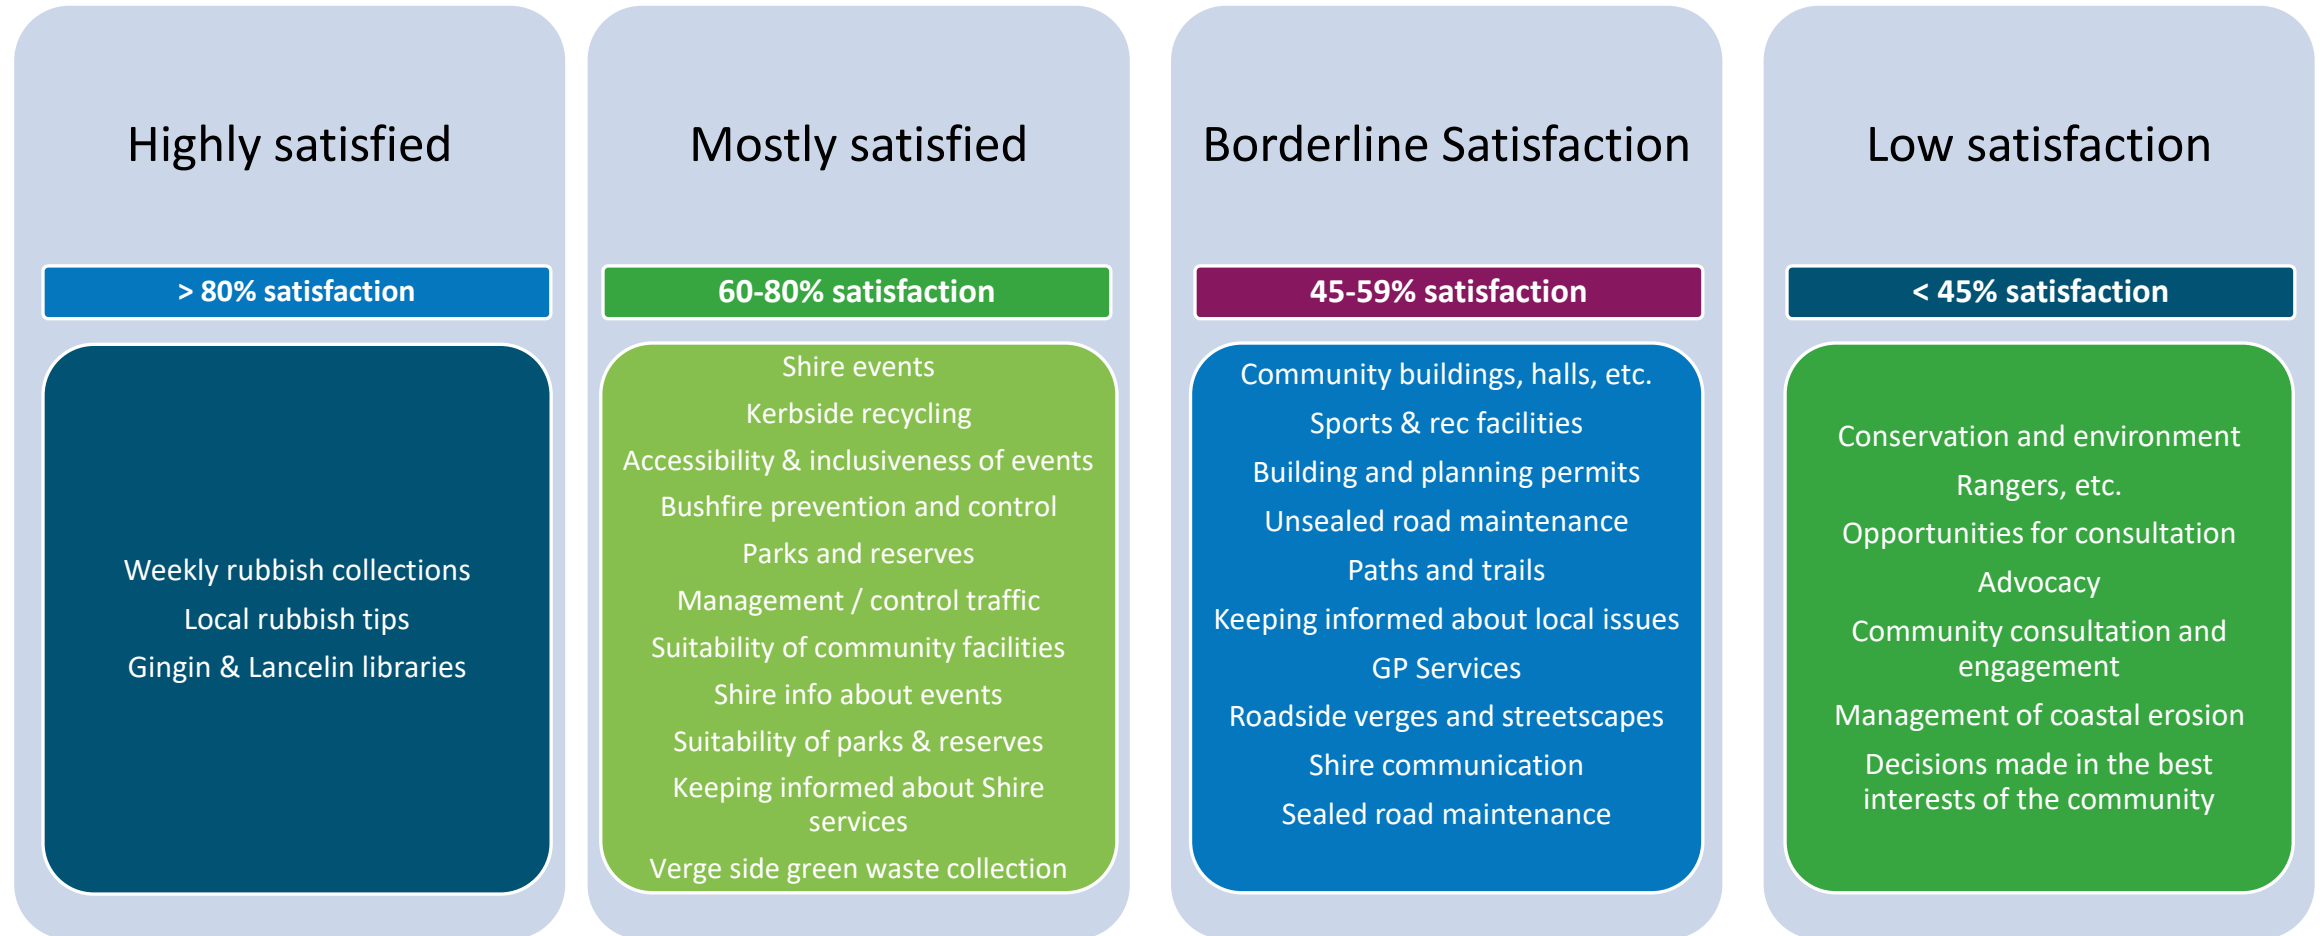 Highly satisfied
> 80% satisfaction
Weekly rubbish collections
Local rubbish tips
Gingin & Lancelin libraries
Mostly satisfied
60-80% satisfaction
Shire events
Kerbside recycling
Accessibility & inclusiveness of events
Bushfire prevention and control
Parks and reserves
Management / control traffic
Suitability of community facilities
Shire info about events
Suitability of parks & reserves
Keeping informed about Shire
services
Verge side green waste collection
Borderline Satisfaction
45-59% satisfaction
Community buildings, halls, etc.
Sports & rec facilities
Building and planning permits
Unsealed road maintenance
Paths and trails
Keeping informed about local issues
GP Services
Roadside verges and streetscapes
Shire communication
Sealed road maintenance
Low satisfaction
< 45% satisfaction
Conservation and environment
Rangers, etc.
Opportunities for consultation
Advocacy
Community consultation and
engagement
Management of coastal erosion
Decisions made in the best
interests of the community